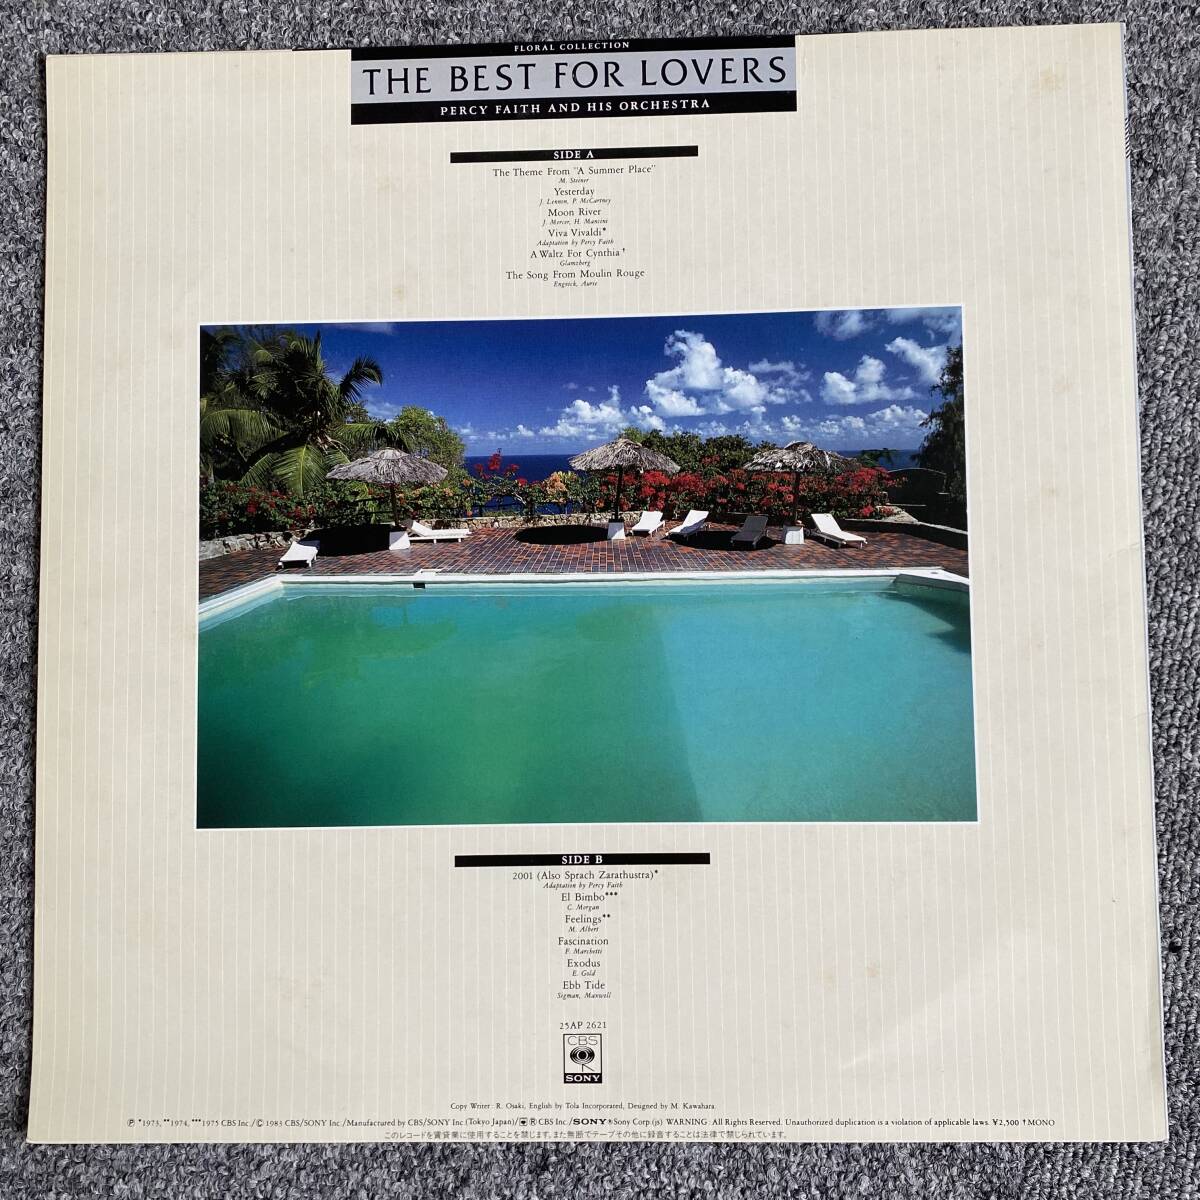 FLORAL COLLECTION
THE BEST FOR LOVERS
PERCY FAITH AND HIS ORCHESTRA
SIDE A
The Theme From "A Summer Place"
M. Steiner
Yesterday
J. Lennon, P. McCartney
Moon River
J. Mercer, H. Mancini
Viva Vivaldi*
Adaptation by Percy Faith
A Waltz For Cynthia†
Glamzberg
The Song From Moulin Rouge
Engvick, Auric
SIDE B
2001 (Also Sprach Zarathustra)*
Adaptation by Percy Faith
El Bimbo***
C. Morgan
Feelings**
M. Albert
Fascination
F. Marchetti
Exodus
E. Gold
Ebb Tide
Sigman, Maxwell
25AP 2621
CBS
SONY
Copy Writer: R. Osaki, English by Tola Incorporated, Designed by M. Kawahara.
Ⓟ *1973, **1974, ***1975 CBS Inc./Ⓒ 1983 CBS/SONY Inc./Manufactured by CBS/SONY Inc.(Tokyo Japan)/ ® CBS Inc./SONY®Sony Corp.(js) WARNING: All Rights Reserved. Unauthorized duplication is a violation of applicable laws. ¥2,500 †MONO
このレコードを賃貸業に使用することを禁じます。また無断でテープその他に録音することは法律で禁じられています。